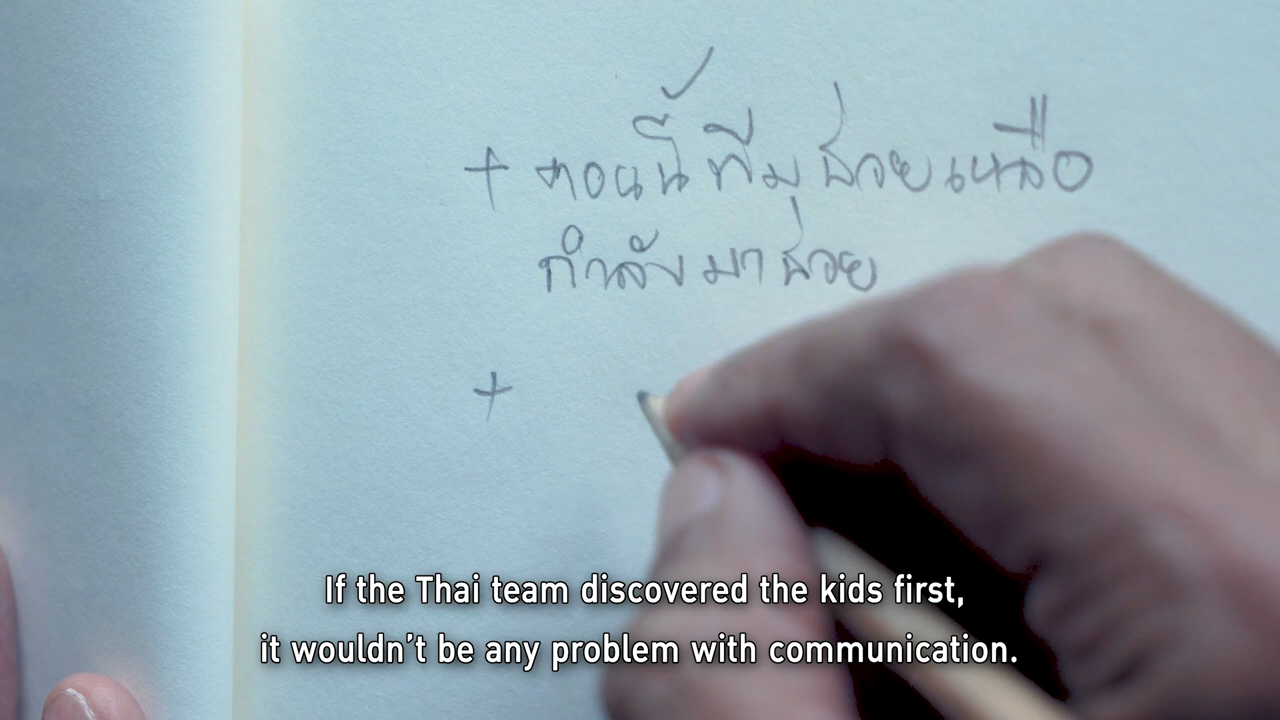 + ตอนนี้ ทีม ช่วยเหลือ
กำลัง มา ช่วย
+
If the Thai team discovered the kids first,
it wouldn't be any problem with communication.